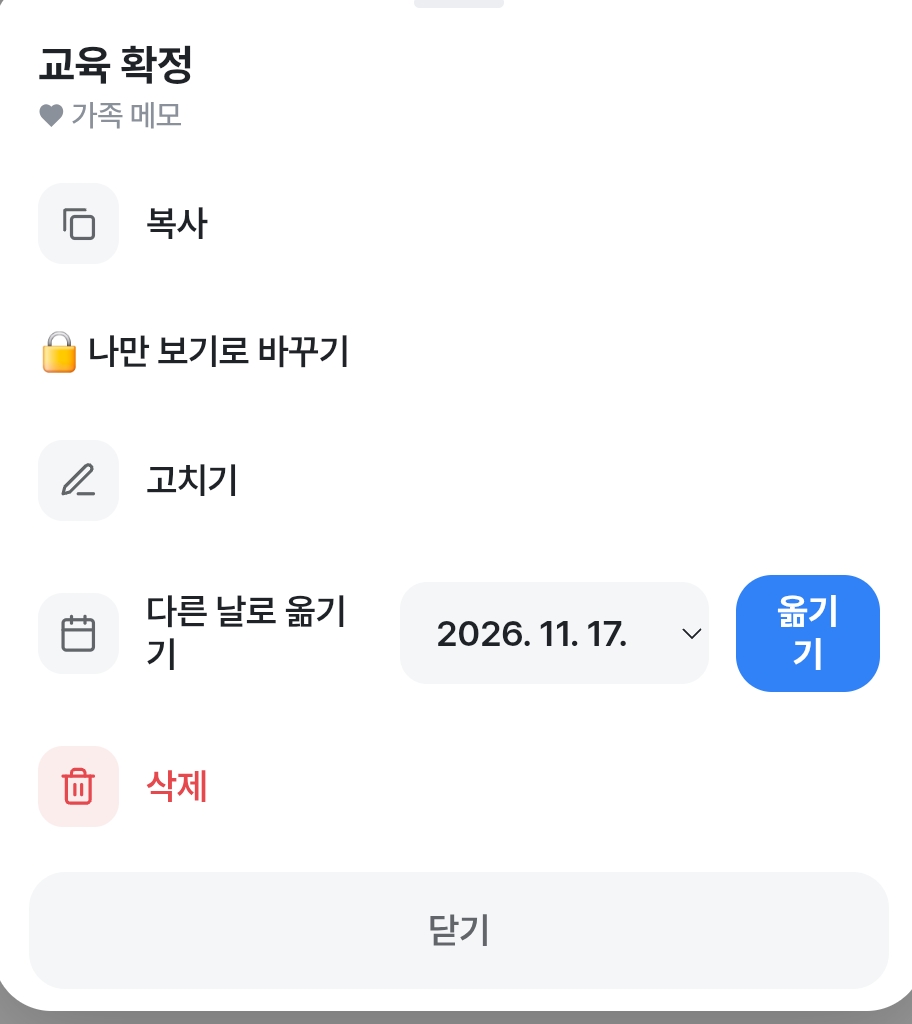 교육 확정
가족 메모
복사
나만 보기로 바꾸기
고치기
다른 날로 옮기
기
2026. 11. 17.
옮기
기
삭제
닫기